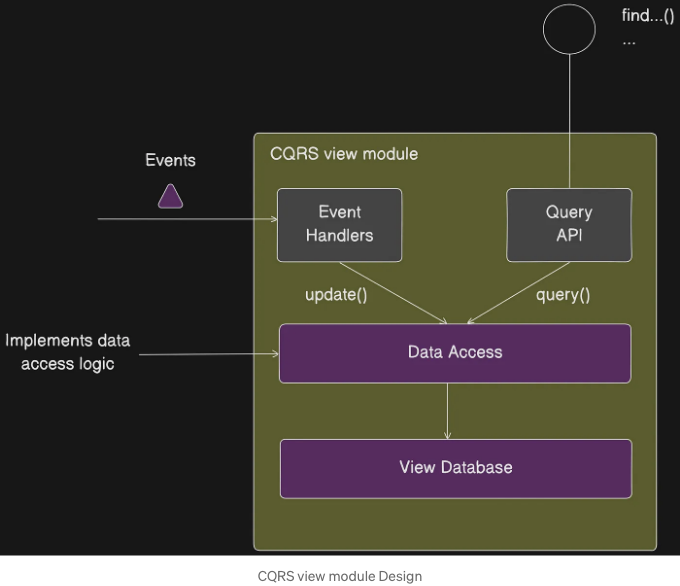 find...()
...
CQRS view module
Events
Event
Handlers
Query
API
update()
query()
Implements data
access logic
Data Access
View Database
CQRS view module Design